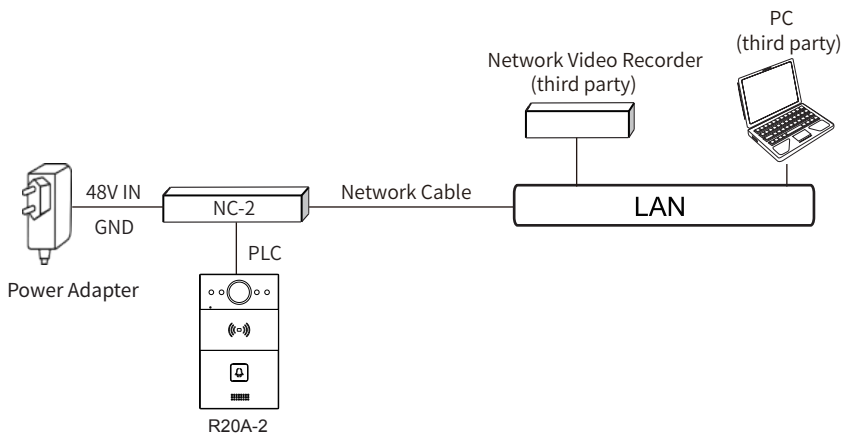 PC
(third party)
Network Video Recorder
(third party)
48V IN
GND
NC-2
Network Cable
LAN
PLC
Power Adapter
R20A-2